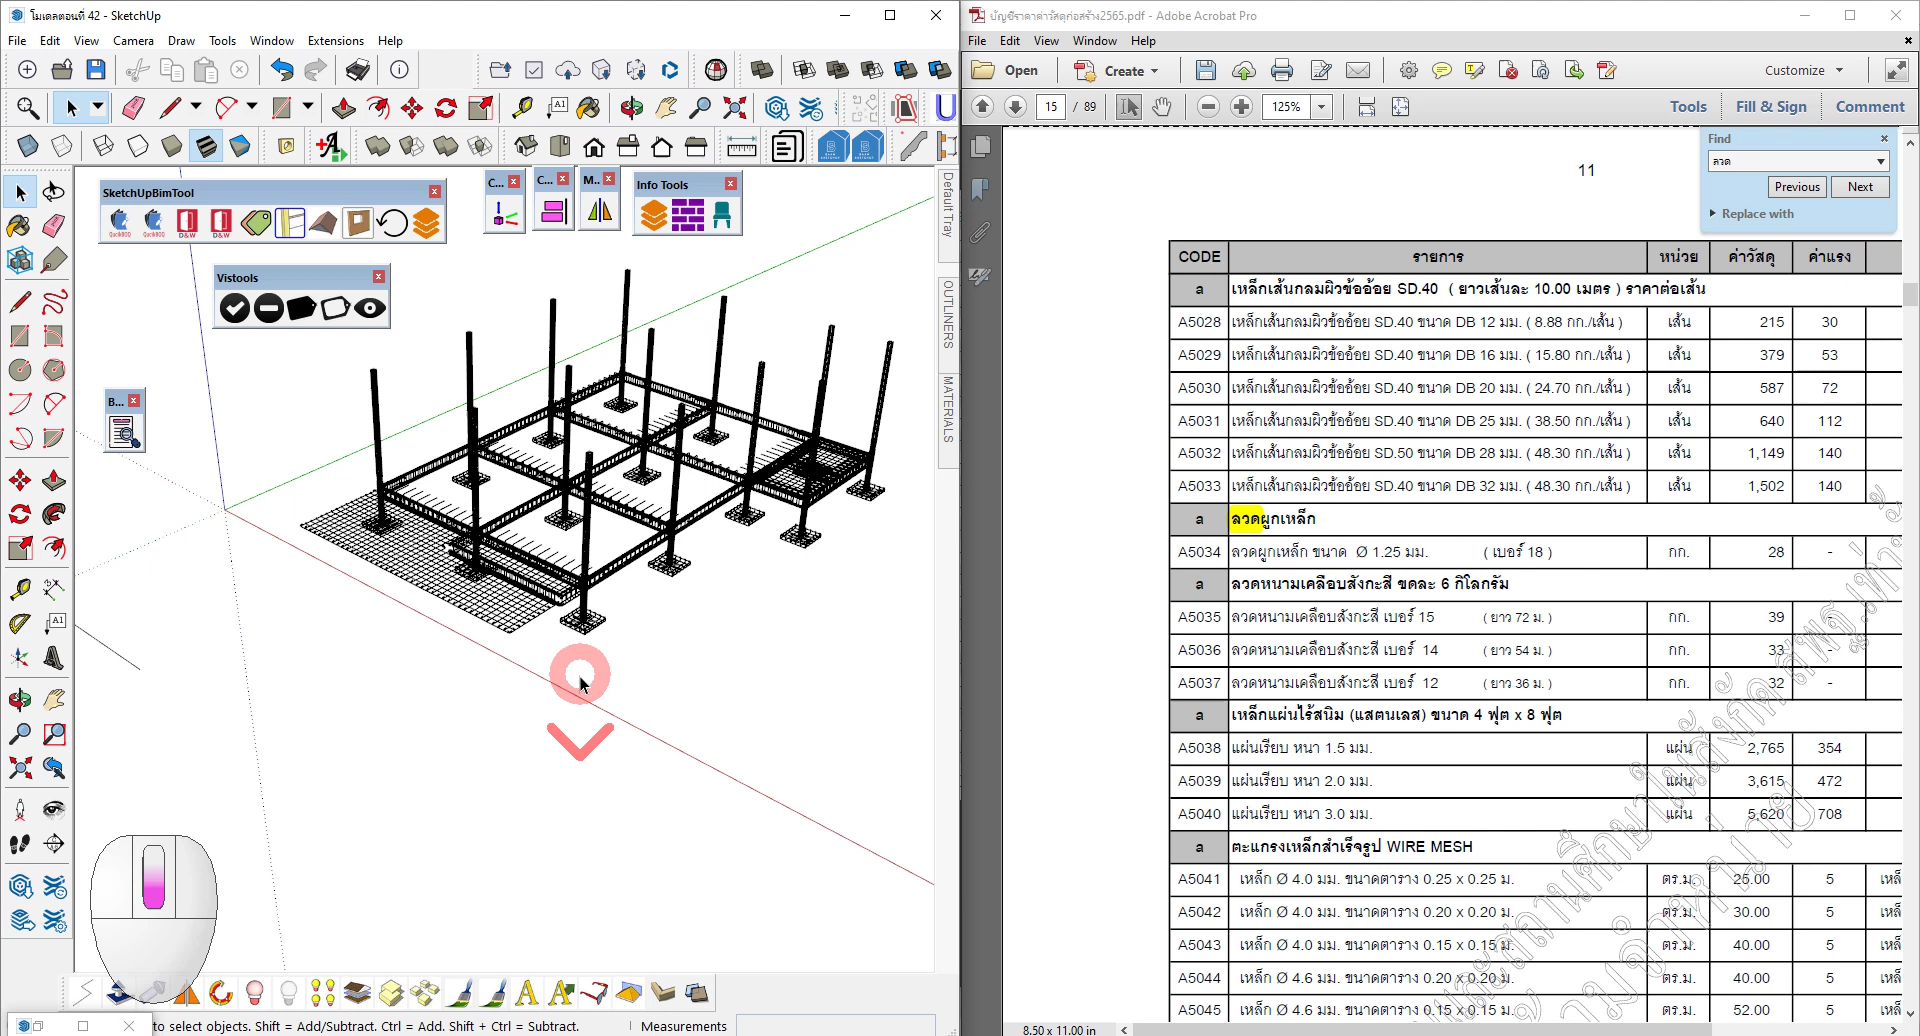 โมเดลตอนที่ 42 - SketchUp
File Edit View Camera Draw Tools Window Extensions Help
SketchUpBimTool
C...
C...
M..
Info Tools
Vistools
B...
Default Tray
OUTLINERS
MATERIALS
to select objects. Shift = Add/Subtract. Ctrl = Add. Shift + Ctrl = Subtract.
Measurements
บัญชีราคาค่าวัสดุก่อสร้าง2565.pdf - Adobe Acrobat Pro
File Edit View Window Help
Open Create Customize
15 / 89 125% Tools Fill & Sign Comment
Find
ลวด
Previous Next
Replace with
11
CODE รายการ หน่วย ค่าวัสดุ ค่าแรง
a เหล็กเส้นกลมผิวข้ออ้อย SD.40 ( ยาวเส้นละ 10.00 เมตร ) ราคาต่อเส้น
A5028 เหล็กเส้นกลมผิวข้ออ้อย SD.40 ขนาด DB 12 มม. ( 8.88 กก./เส้น ) เส้น 215 30
A5029 เหล็กเส้นกลมผิวข้ออ้อย SD.40 ขนาด DB 16 มม. ( 15.80 กก./เส้น ) เส้น 379 53
A5030 เหล็กเส้นกลมผิวข้ออ้อย SD.40 ขนาด DB 20 มม. ( 24.70 กก./เส้น ) เส้น 587 72
A5031 เหล็กเส้นกลมผิวข้ออ้อย SD.40 ขนาด DB 25 มม. ( 38.50 กก./เส้น ) เส้น 640 112
A5032 เหล็กเส้นกลมผิวข้ออ้อย SD.50 ขนาด DB 28 มม. ( 48.30 กก./เส้น ) เส้น 1,149 140
A5033 เหล็กเส้นกลมผิวข้ออ้อย SD.40 ขนาด DB 32 มม. ( 48.30 กก./เส้น ) เส้น 1,502 140
a ลวดผูกเหล็ก
A5034 ลวดผูกเหล็ก ขนาด Ø 1.25 มม. ( เบอร์ 18 ) กก. 28 -
a ลวดหนามเคลือบสังกะสี ขดละ 6 กิโลกรัม
A5035 ลวดหนามเคลือบสังกะสี เบอร์ 15 ( ยาว 72 ม. ) กก. 39 -
A5036 ลวดหนามเคลือบสังกะสี เบอร์ 14 ( ยาว 54 ม. ) กก. 33 -
A5037 ลวดหนามเคลือบสังกะสี เบอร์ 12 ( ยาว 36 ม. ) กก. 32 -
a เหล็กแผ่นไร้สนิม (แสตนเลส) ขนาด 4 ฟุต x 8 ฟุต
A5038 แผ่นเรียบ หนา 1.5 มม. แผ่น 2,765 354
A5039 แผ่นเรียบ หนา 2.0 มม. แผ่น 3,615 472
A5040 แผ่นเรียบ หนา 3.0 มม. แผ่น 5,620 708
a ตะแกรงเหล็กสำเร็จรูป WIRE MESH
A5041 เหล็ก Ø 4.0 มม. ขนาดตาราง 0.25 x 0.25 ม. ตร.ม. 25.00 5 เหล็
A5042 เหล็ก Ø 4.0 มม. ขนาดตาราง 0.20 x 0.20 ม. ตร.ม. 30.00 5 เหล็
A5043 เหล็ก Ø 4.0 มม. ขนาดตาราง 0.15 x 0.15 ม. ตร.ม. 40.00 5 เหล็
A5044 เหล็ก Ø 4.6 มม. ขนาดตาราง 0.20 x 0.20 ม. ตร.ม. 40.00 5 เหล็
A5045 เหล็ก Ø 4.6 มม. ขนาดตาราง 0.15 x 0.15 ม. ตร.ม. 52.00 5 เหล็
8.50 x 11.00 in